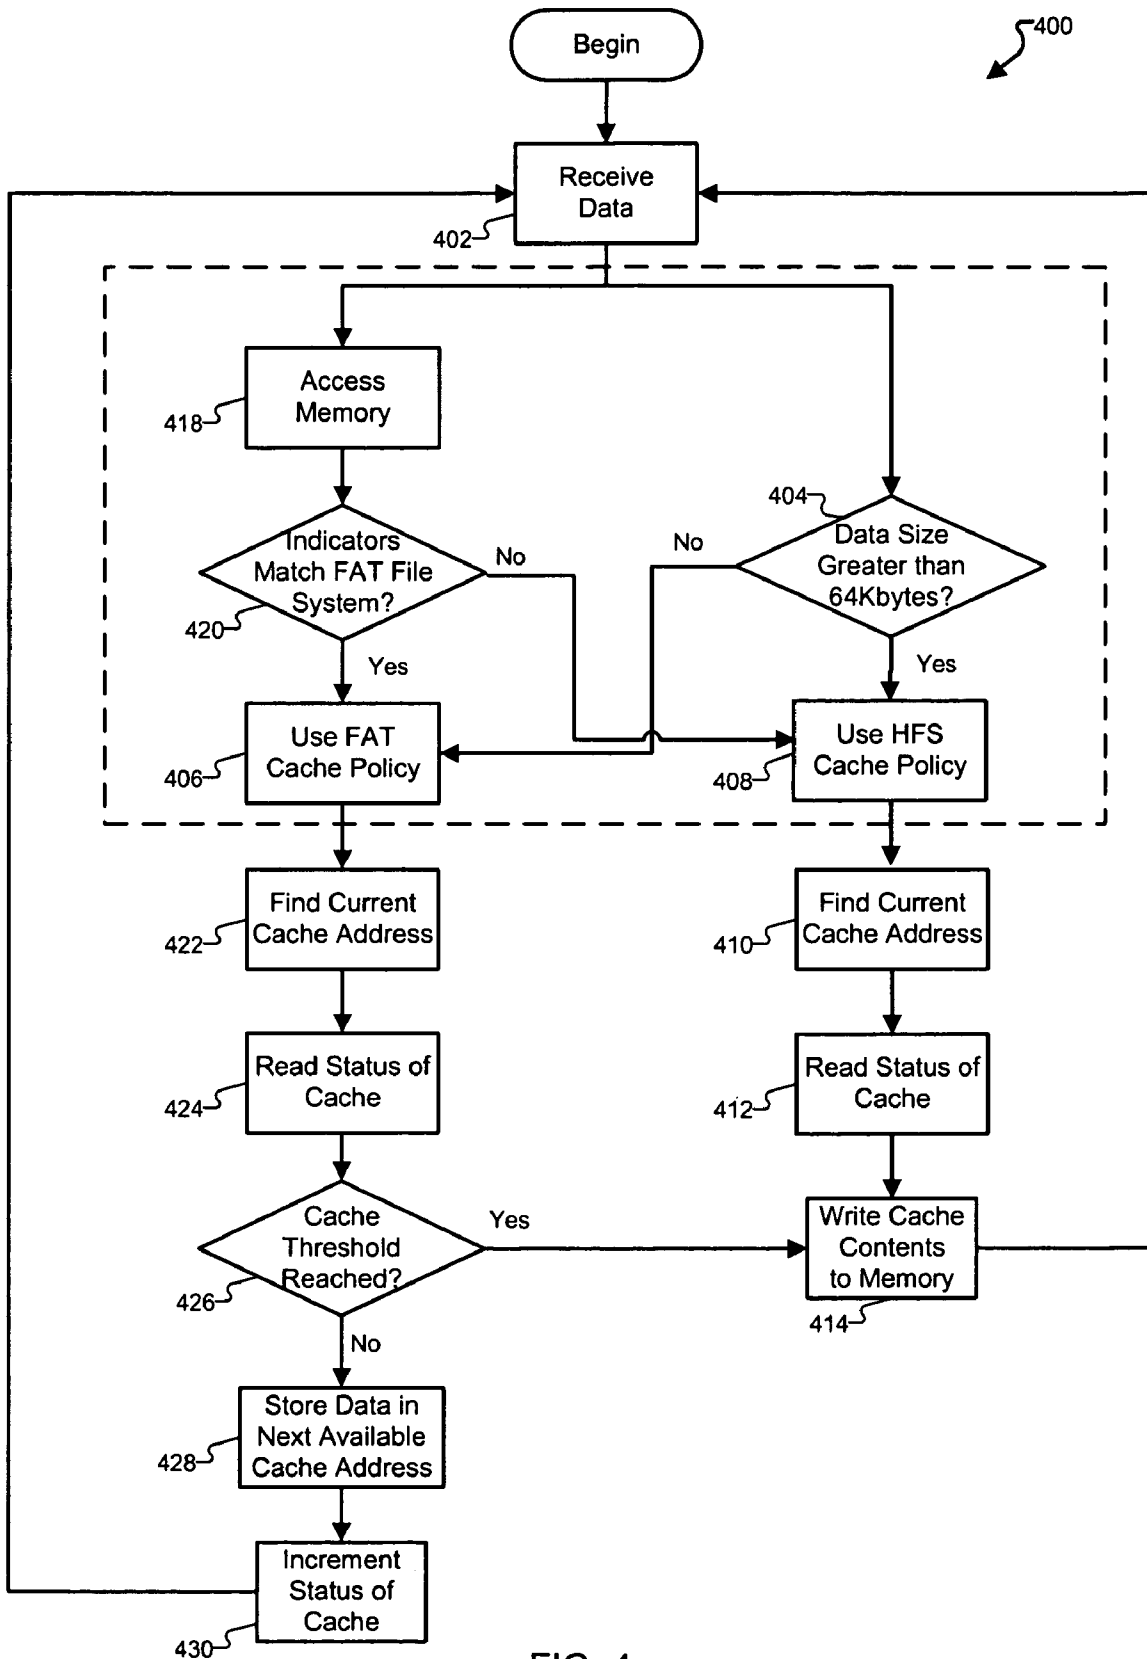 400
Begin
Receive
Data
402
Access
Memory
418
404
Data Size
Greater than
64Kbytes?
No
Indicators
Match FAT File
System?
No
420
Yes
Yes
Use FAT
Cache Policy
406
Use HFS
Cache Policy
408
Find Current
Cache Address
422
Find Current
Cache Address
410
Read Status of
Cache
424
Read Status of
Cache
412
Cache
Threshold
Reached?
426
Yes
Write Cache
Contents
to Memory
414
No
Store Data in
Next Available
Cache Address
428
Increment
Status of
Cache
430